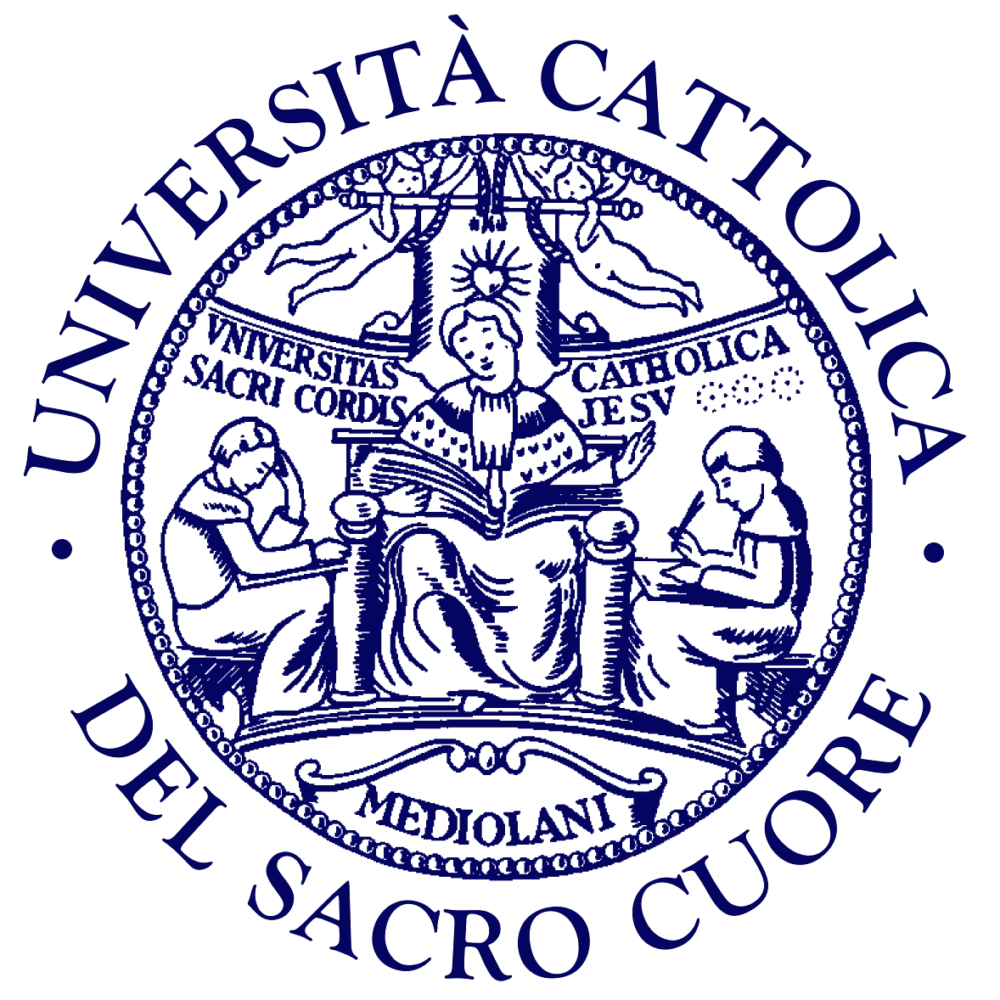 UNIVERSITÀ CATTOLICA
DEL SACRO CUORE
VNIVERSITAS
SACRI CORDIS
CATHOLICA
JESV
MEDIOLANI